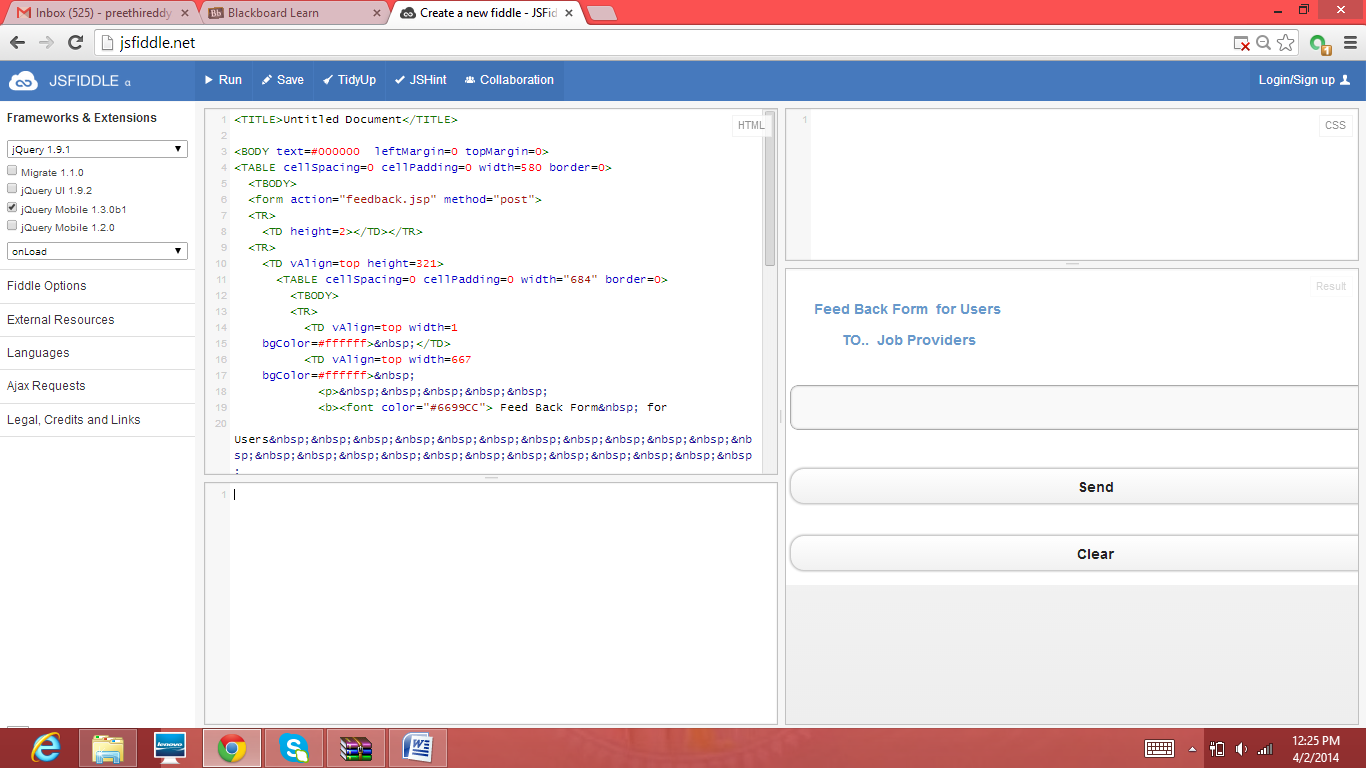 Inbox (525) - preethireddy
Blackboard Learn
Create a new fiddle - JSFid
jsfiddle.net
1
JSFIDDLE α
Run
Save
TidyUp
JSHint
Collaboration
Login/Sign up
Frameworks & Extensions
jQuery 1.9.1
Migrate 1.1.0
jQuery UI 1.9.2
jQuery Mobile 1.3.0b1
jQuery Mobile 1.2.0
onLoad
Fiddle Options
External Resources
Languages
Ajax Requests
Legal, Credits and Links
HTML
1 <TITLE>Untitled Document</TITLE>
2
3 <BODY text=#000000  leftMargin=0 topMargin=0>
4 <TABLE cellSpacing=0 cellPadding=0 width=580 border=0>
5   <TBODY>
6   <form action="feedback.jsp" method="post">
7   <TR>
8     <TD height=2></TD></TR>
9   <TR>
10     <TD vAlign=top height=321>
11       <TABLE cellSpacing=0 cellPadding=0 width="684" border=0>
12         <TBODY>
13         <TR>
14           <TD vAlign=top width=1
15     bgColor=#ffffff>&nbsp;</TD>
16           <TD vAlign=top width=667
17     bgColor=#ffffff>&nbsp;
18             <p>&nbsp;&nbsp;&nbsp;&nbsp;&nbsp;
19             <b><font color="#6699CC"> Feed Back Form&nbsp; for
20
Users&nbsp;&nbsp;&nbsp;&nbsp;&nbsp;&nbsp;&nbsp;&nbsp;&nbsp;&nbsp;&nbsp;&nb
sp;&nbsp;&nbsp;&nbsp;&nbsp;&nbsp;&nbsp;&nbsp;&nbsp;&nbsp;&nbsp;&nbsp;&nbsp
;
1
CSS
1
Result
Feed Back Form  for Users
TO..  Job Providers
Send
Clear
lenovo
12:25 PM
4/2/2014